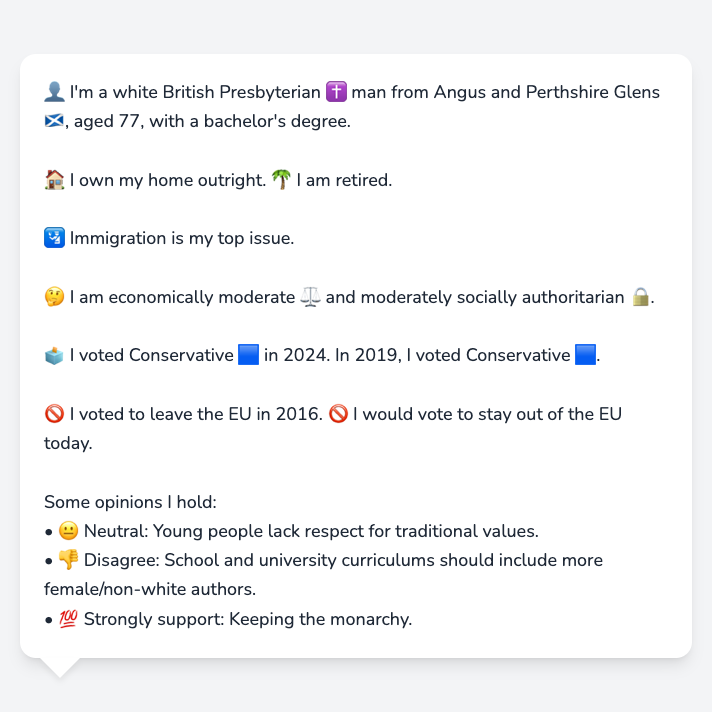 👤 I'm a white British Presbyterian ✝️ man from Angus and Perthshire Glens
🏴󠁧󠁢󠁳󠁣󠁴󠁿, aged 77, with a bachelor's degree.
🏠 I own my home outright. 🌴 I am retired.
🛂 Immigration is my top issue.
🤔 I am economically moderate ⚖️ and moderately socially authoritarian 🔒.
🗳️ I voted Conservative 🟦 in 2024. In 2019, I voted Conservative 🟦.
🚫 I voted to leave the EU in 2016. 🚫 I would vote to stay out of the EU
today.
Some opinions I hold:
• 😐 Neutral: Young people lack respect for traditional values.
• 👎 Disagree: School and university curriculums should include more
female/non-white authors.
• 💯 Strongly support: Keeping the monarchy.